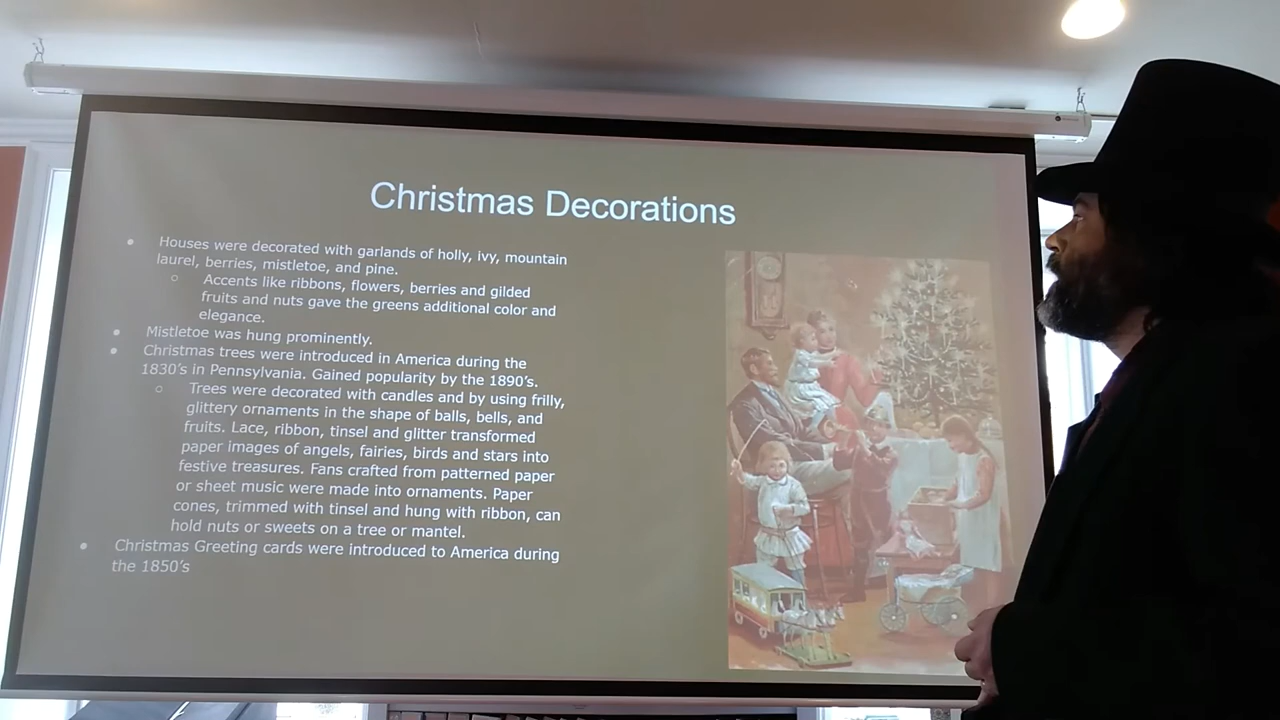 Christmas Decorations
Houses were decorated with garlands of holly, ivy, mountain
laurel, berries, mistletoe, and pine.
Accents like ribbons, flowers, berries and gilded
fruits and nuts gave the greens additional color and
elegance.
Mistletoe was hung prominently.
Christmas trees were introduced in America during the
1830's in Pennsylvania. Gained popularity by the 1890's.
Trees were decorated with candles and by using frilly,
glittery ornaments in the shape of balls, bells, and
fruits. Lace, ribbon, tinsel and glitter transformed
paper images of angels, fairies, birds and stars into
festive treasures. Fans crafted from patterned paper
or sheet music were made into ornaments. Paper
cones, trimmed with tinsel and hung with ribbon, can
hold nuts or sweets on a tree or mantel.
Christmas Greeting cards were introduced to America during
the 1850's